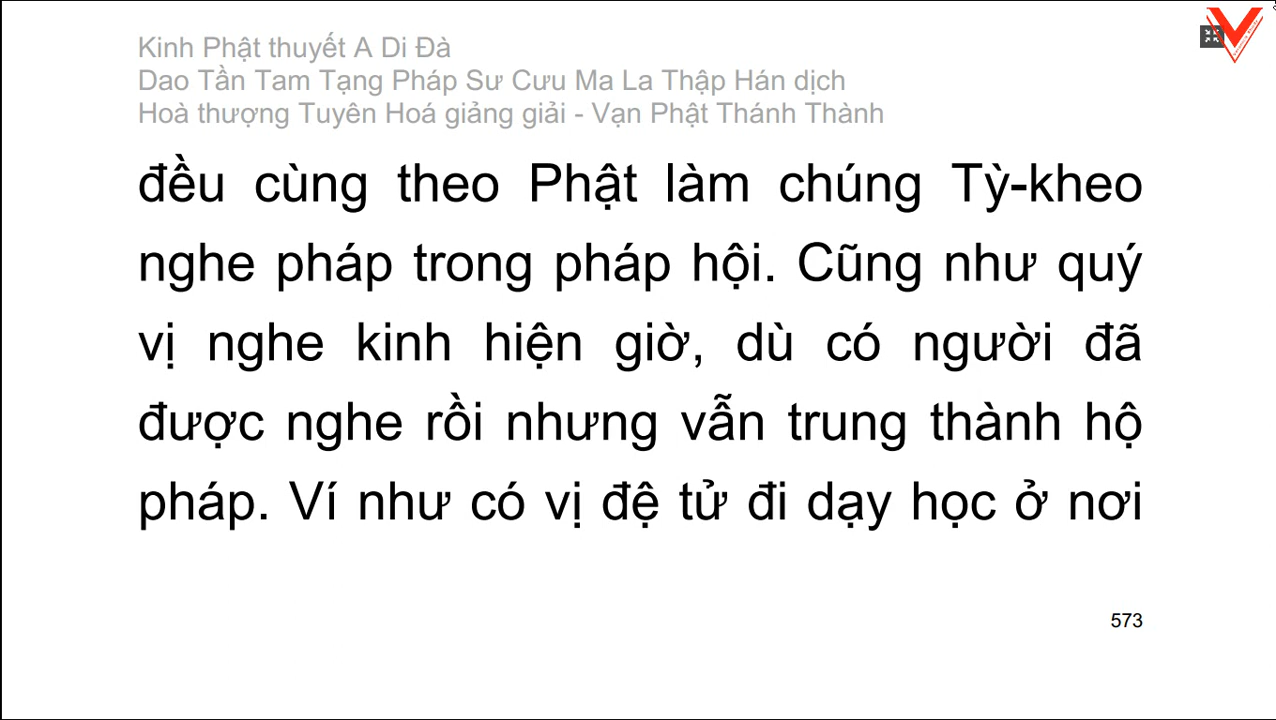 Kinh Phật thuyết A Di Đà
Dao Tần Tam Tạng Pháp Sư Cưu Ma La Thập Hán dịch
Hoà thượng Tuyên Hoá giảng giải - Vạn Phật Thánh Thành
đều cùng theo Phật làm chúng Tỳ-kheo
nghe pháp trong pháp hội. Cũng như quý
vị nghe kinh hiện giờ, dù có người đã
được nghe rồi nhưng vẫn trung thành hộ
pháp. Ví như có vị đệ tử đi dạy học ở nơi
573